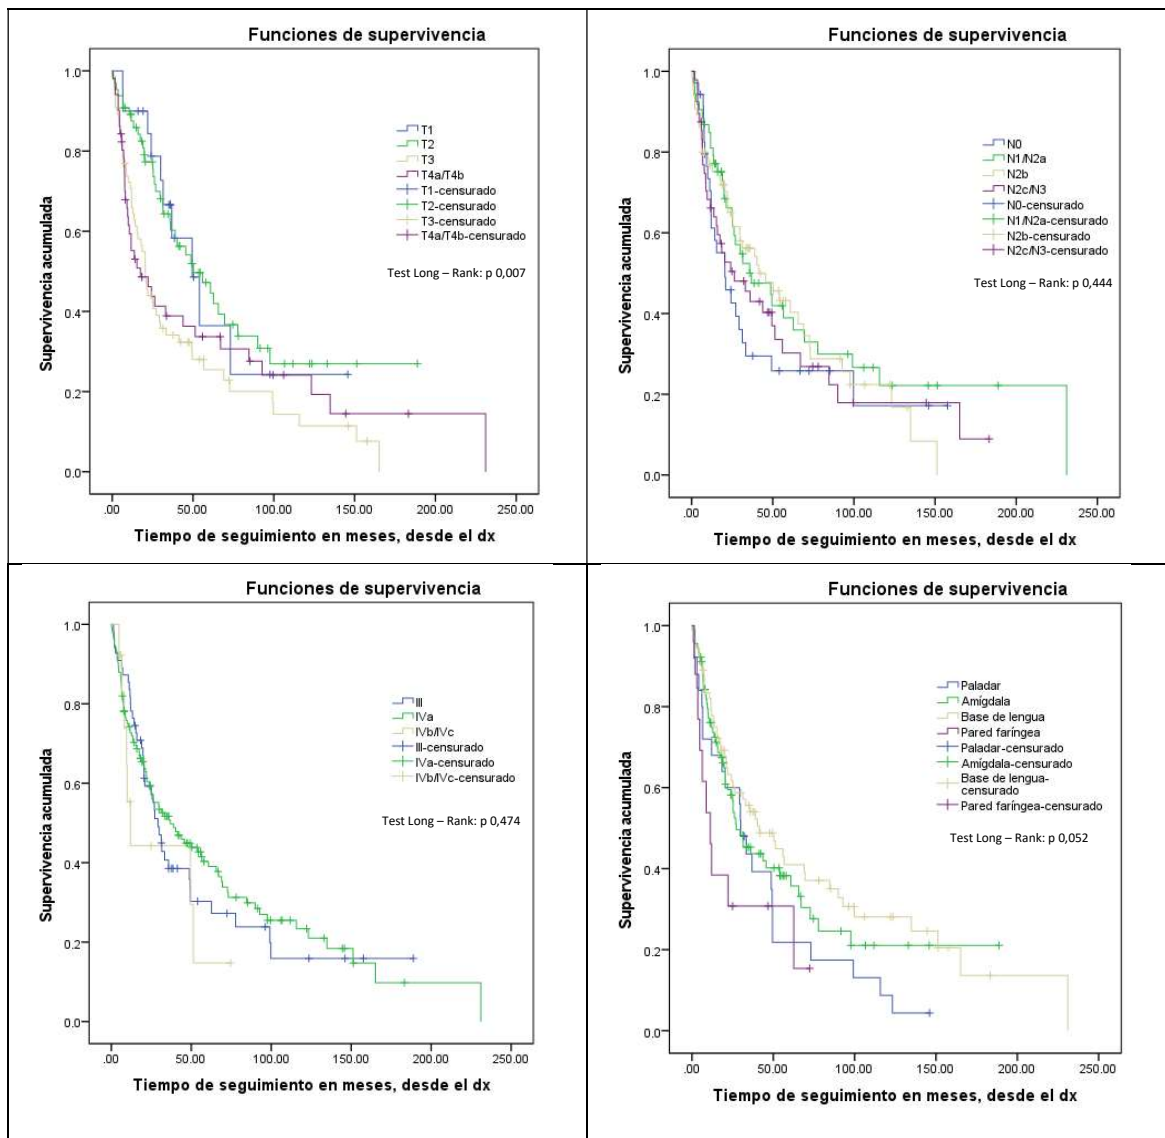 Funciones de supervivencia
Supervivencia acumulada
1.0
0.8
0.6
0.4
0.2
0.0
T1
T2
T3
T4a/T4b
T1-censurado
T2-censurado
T3-censurado
T4a/T4b-censurado
Test Long – Rank: p 0,007
.00 50.00 100.00 150.00 200.00 250.00
Tiempo de seguimiento en meses, desde el dx
Funciones de supervivencia
Supervivencia acumulada
1.0
0.8
0.6
0.4
0.2
0.0
N0
N1/N2a
N2b
N2c/N3
N0-censurado
N1/N2a-censurado
N2b-censurado
N2c/N3-censurado
Test Long – Rank: p 0,444
.00 50.00 100.00 150.00 200.00 250.00
Tiempo de seguimiento en meses, desde el dx
Funciones de supervivencia
Supervivencia acumulada
1.0
0.8
0.6
0.4
0.2
0.0
III
IVa
IVb/IVc
III-censurado
IVa-censurado
IVb/IVc-censurado
Test Long – Rank: p 0,474
.00 50.00 100.00 150.00 200.00 250.00
Tiempo de seguimiento en meses, desde el dx
Funciones de supervivencia
Supervivencia acumulada
1.0
0.8
0.6
0.4
0.2
0.0
Paladar
Amígdala
Base de lengua
Pared faríngea
Paladar-censurado
Amígdala-censurado
Base de lengua-
censurado
Pared faríngea-censurado
Test Long – Rank: p 0,052
.00 50.00 100.00 150.00 200.00 250.00
Tiempo de seguimiento en meses, desde el dx